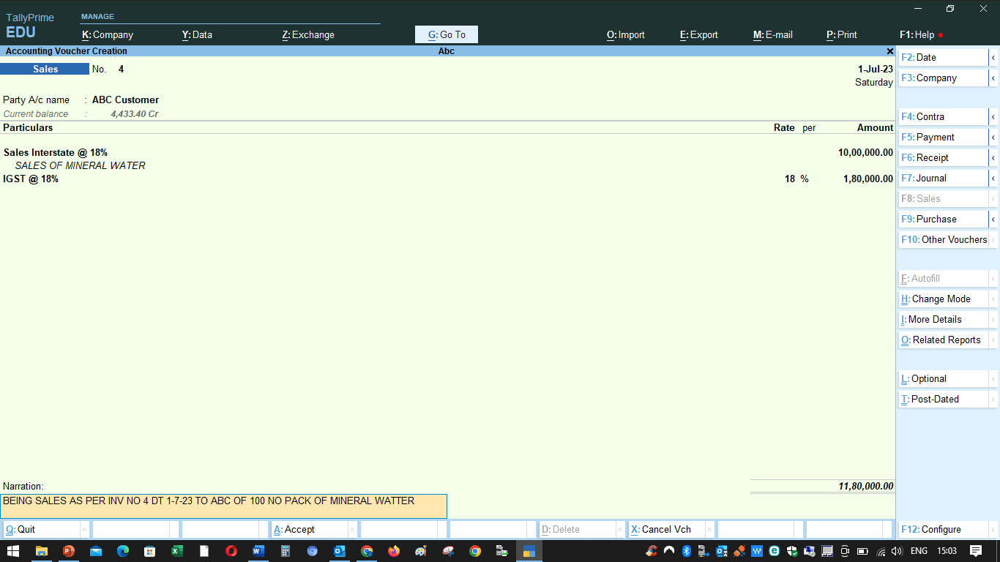 TallyPrime
EDU
MANAGE
K: Company Y: Data Z: Exchange G: Go To O: Import E: Export M: E-mail P: Print F1: Help
Accounting Voucher Creation Abc
Sales No. 4 1-Jul-23
Saturday
Party A/c name : ABC Customer
Current balance : 4,433.40 Cr
Particulars Rate per Amount
Sales Interstate @ 18% 10,00,000.00
SALES OF MINERAL WATER
IGST @ 18% 18 % 1,80,000.00
Narration: 11,80,000.00
BEING SALES AS PER INV NO 4 DT 1-7-23 TO ABC OF 100 NO PACK OF MINERAL WATTER
F2: Date
F3: Company
F4: Contra
F5: Payment
F6: Receipt
F7: Journal
F8: Sales
F9: Purchase
F10: Other Vouchers
F: Autofill
H: Change Mode
I: More Details
O: Related Reports
L: Optional
T: Post-Dated
Q: Quit A: Accept D: Delete X: Cancel Vch F12: Configure
ENG 15:03